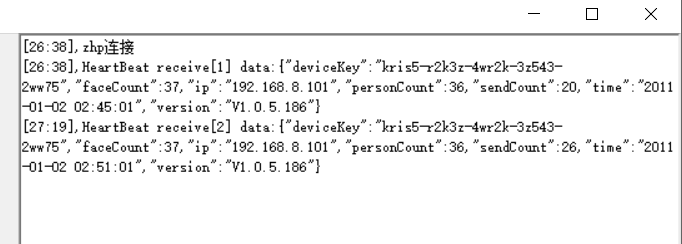 [26:38],zhp连接
[26:38],HeartBeat receive[1] data:{"deviceKey":"kris5-r2k3z-4wr2k-3z543-
2ww75","faceCount":37,"ip":"192.168.8.101","personCount":36,"sendCount":20,"time":"2011
-01-02 02:45:01","version":"V1.0.5.186"}
[27:19],HeartBeat receive[2] data:{"deviceKey":"kris5-r2k3z-4wr2k-3z543-
2ww75","faceCount":37,"ip":"192.168.8.101","personCount":36,"sendCount":26,"time":"2011
-01-02 02:51:01","version":"V1.0.5.186"}